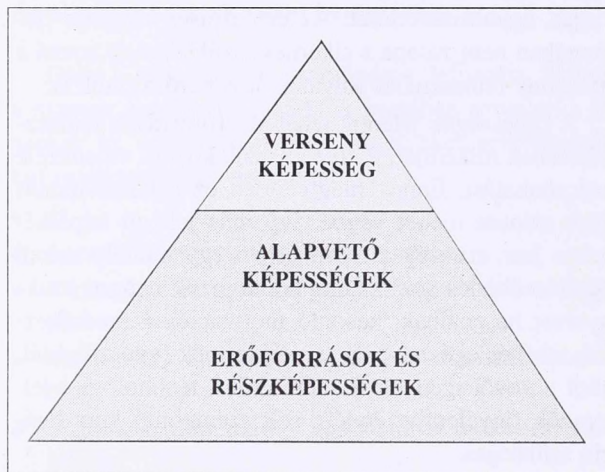 VERSENY
KÉPESSÉG
ALAPVETŐ
KÉPESSÉGEK
ERŐFORRÁSOK ÉS
RÉSZKÉPESSÉGEK